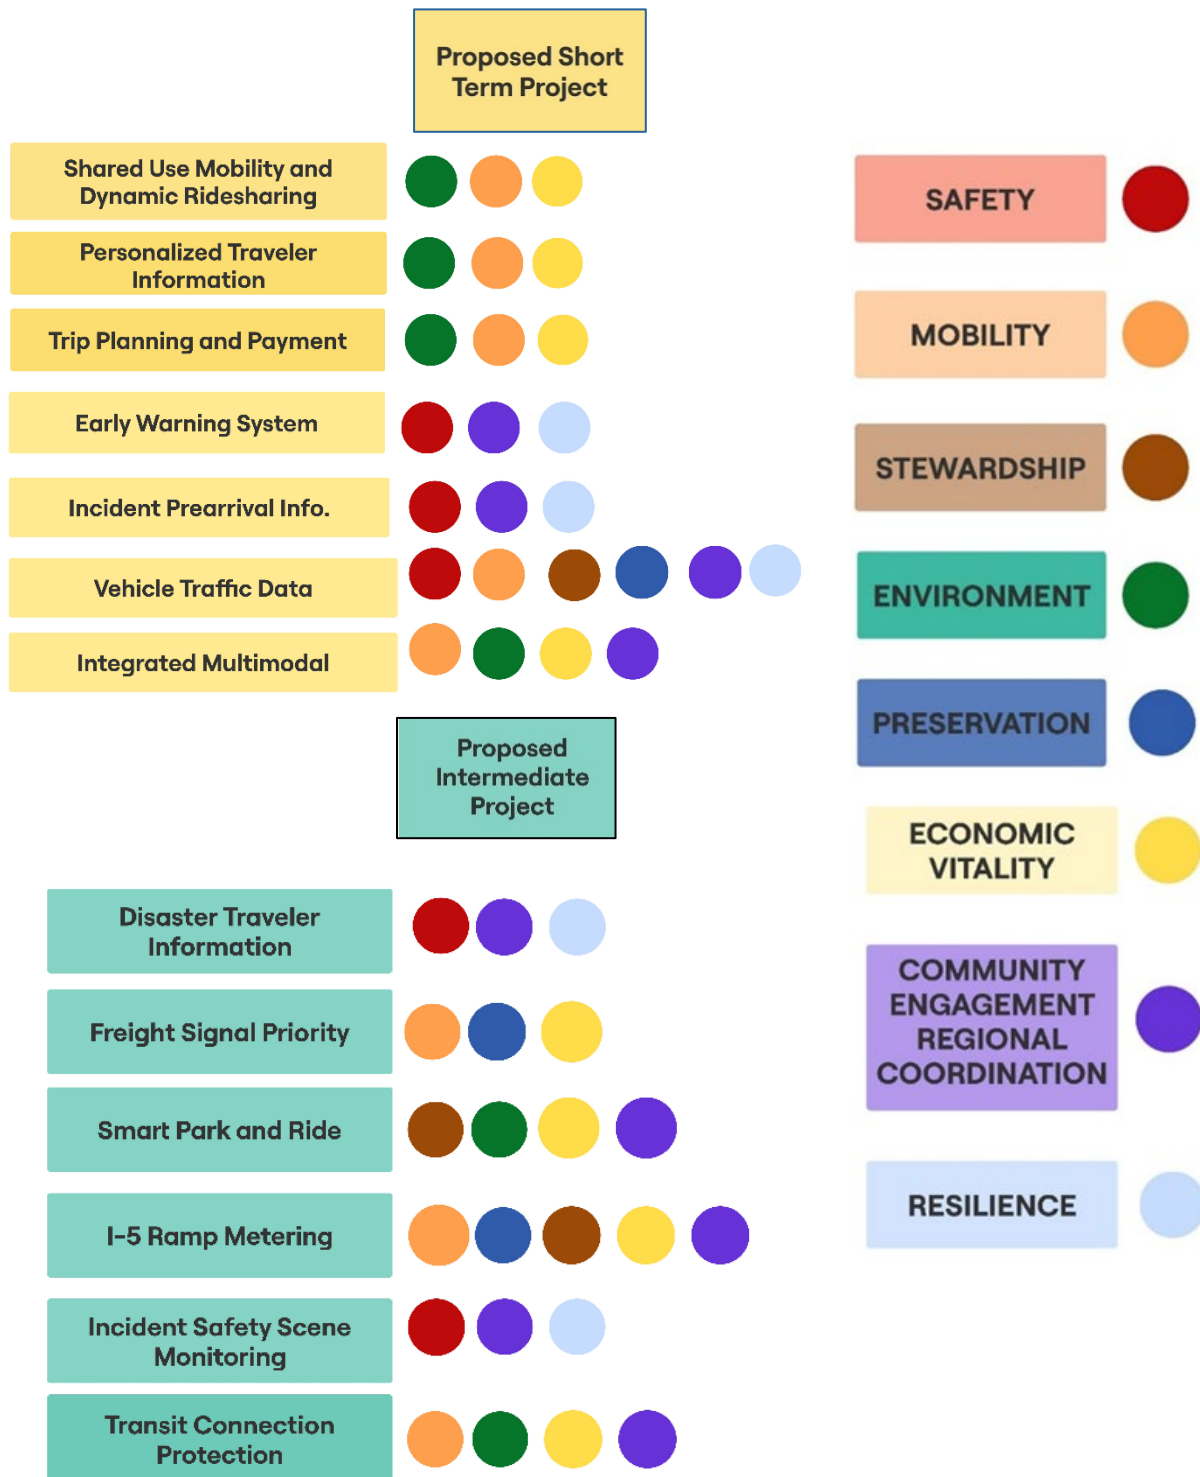 Proposed Short
Term Project
Shared Use Mobility and
Dynamic Ridesharing
Personalized Traveler
Information
Trip Planning and Payment
Early Warning System
Incident Prearrival Info.
Vehicle Traffic Data
Integrated Multimodal
Proposed
Intermediate
Project
Disaster Traveler
Information
Freight Signal Priority
Smart Park and Ride
I-5 Ramp Metering
Incident Safety Scene
Monitoring
Transit Connection
Protection
SAFETY
MOBILITY
STEWARDSHIP
ENVIRONMENT
PRESERVATION
ECONOMIC
VITALITY
COMMUNITY
ENGAGEMENT
REGIONAL
COORDINATION
RESILIENCE